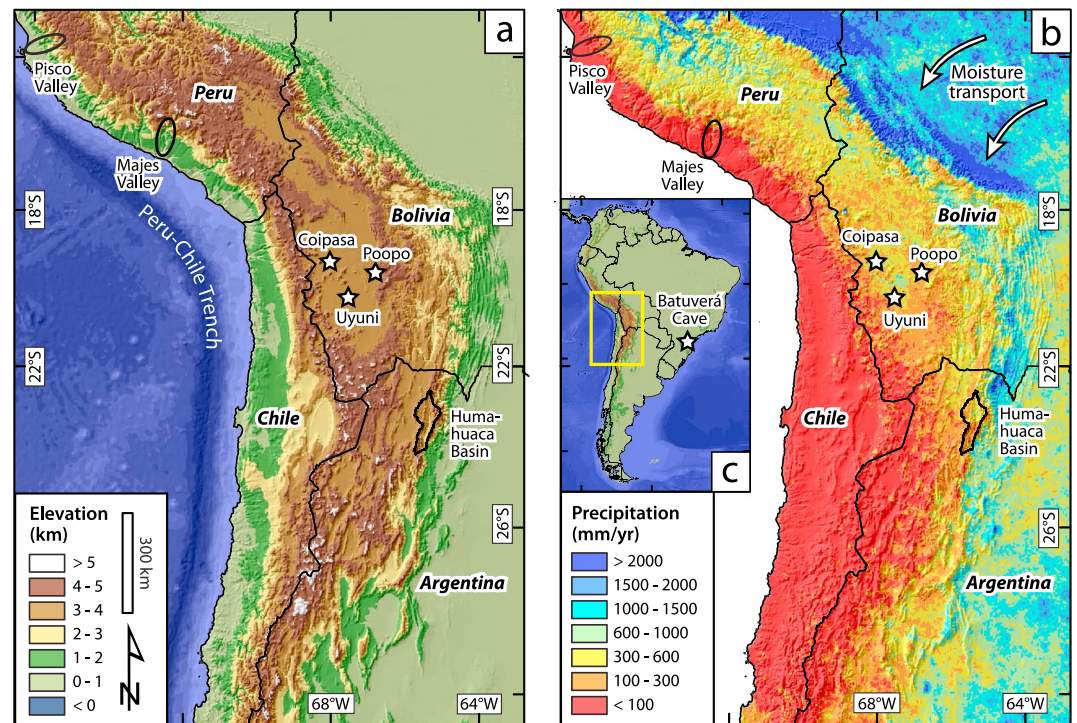 a
Pisco
Valley
Peru
Majes
Valley
Peru-Chile Trench
18°S
Bolivia
Coipasa
Poopo
Uyuni
22°S
Chile
Huma-
huaca
Basin
26°S
Argentina
Elevation
(km)
> 5
4 - 5
3 - 4
2 - 3
1 - 2
0 - 1
< 0
300 km
N
68°W
64°W
b
Pisco
Valley
Peru
Moisture
transport
Majes
Valley
18°S
Bolivia
Coipasa
Poopo
Uyuni
22°S
Chile
Huma-
huaca
Basin
26°S
Argentina
Batuverá
Cave
c
Precipitation
(mm/yr)
> 2000
1500 - 2000
1000 - 1500
600 - 1000
300 - 600
100 - 300
< 100
68°W
64°W